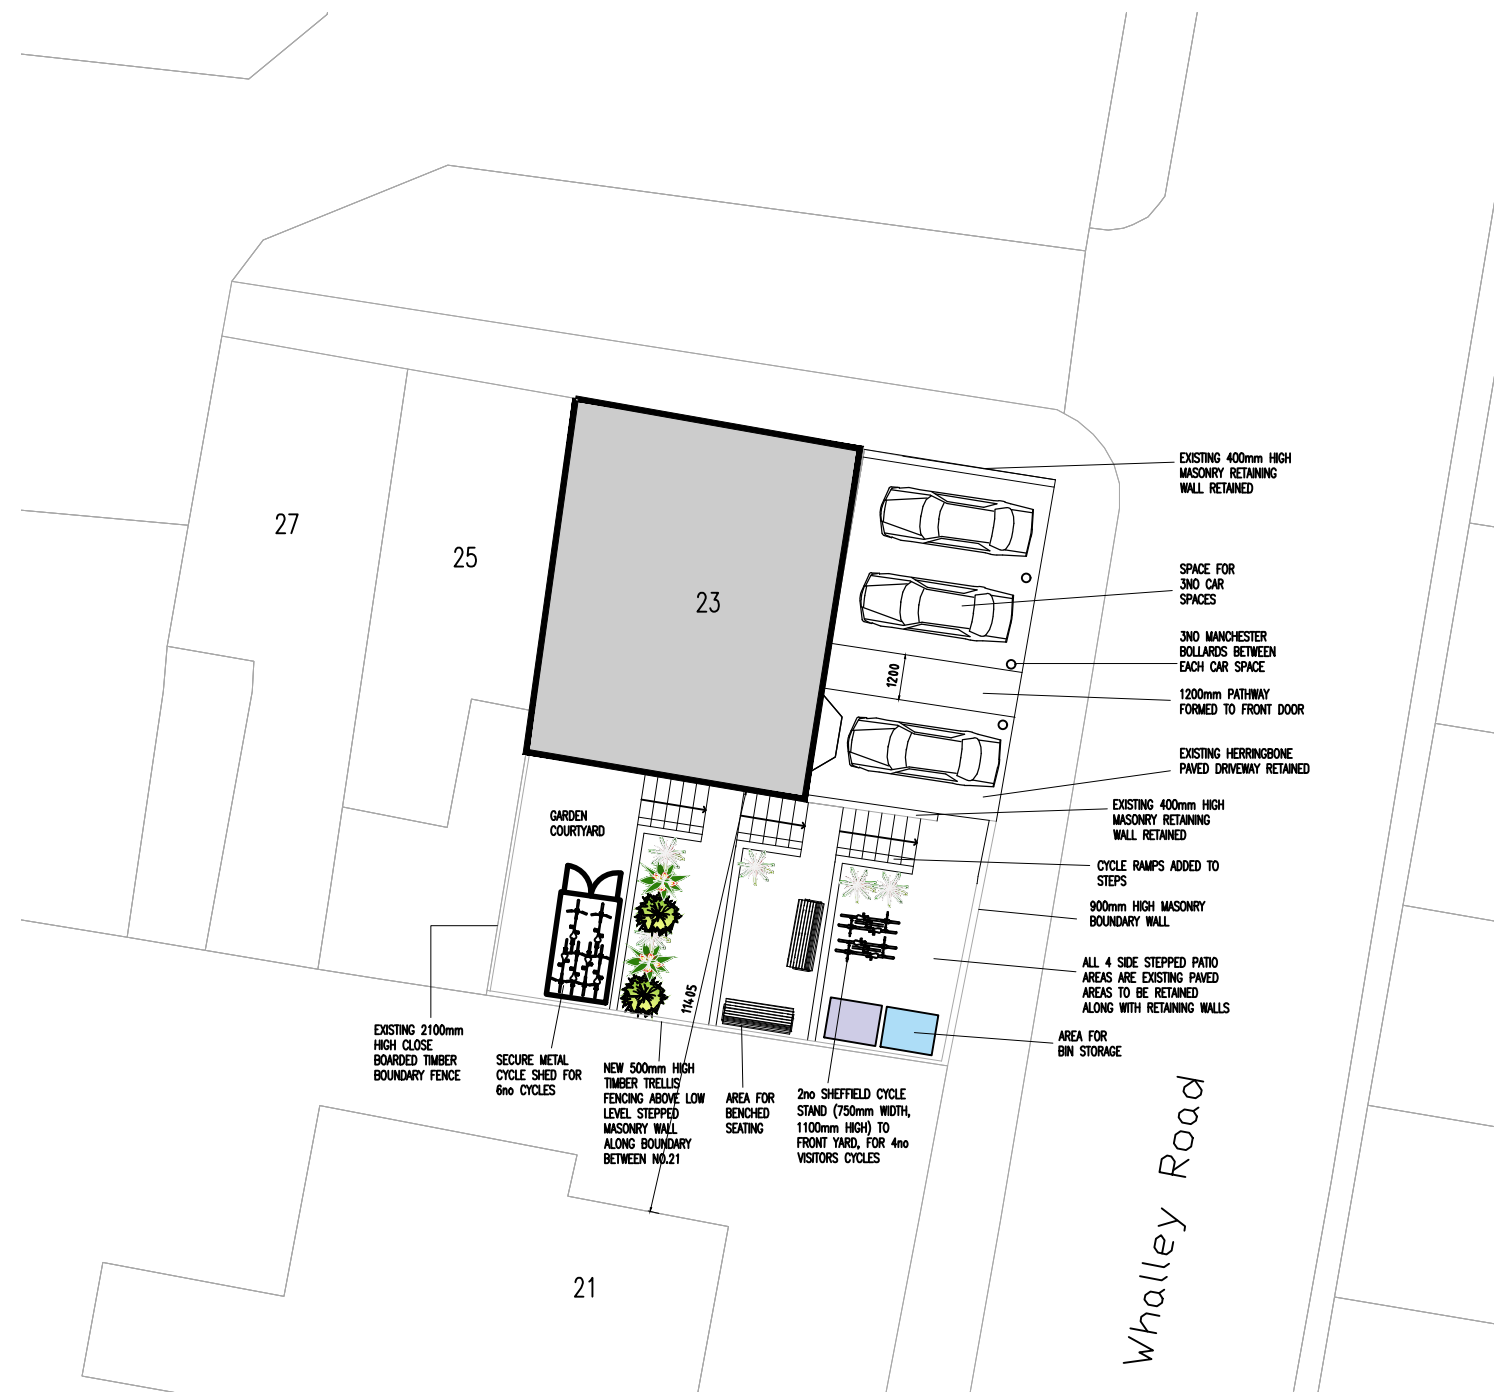 EXISTING 400mm HIGH
MASONRY RETAINING
WALL RETAINED
27
25
23
SPACE FOR
3NO CAR
SPACES
3NO MANCHESTER
BOLLARDS BETWEEN
EACH CAR SPACE
1200
1200mm PATHWAY
FORMED TO FRONT DOOR
EXISTING HERRINGBONE
PAVED DRIVEWAY RETAINED
EXISTING 400mm HIGH
MASONRY RETAINING
WALL RETAINED
GARDEN
COURTYARD
CYCLE RAMPS ADDED TO
STEPS
900mm HIGH MASONRY
BOUNDARY WALL
ALL 4 SIDE STEPPED PATIO
AREAS ARE EXISTING PAVED
AREAS TO BE RETAINED
ALONG WITH RETAINING WALLS
11405
AREA FOR
BIN STORAGE
EXISTING 2100mm
HIGH CLOSE
BOARDED TIMBER
BOUNDARY FENCE
SECURE METAL
CYCLE SHED FOR
6no CYCLES
NEW 500mm HIGH
TIMBER TRELLIS
FENCING ABOVE LOW
LEVEL STEPPED
MASONRY WALL
ALONG BOUNDARY
BETWEEN NO.21
AREA FOR
BENCHED
SEATING
2no SHEFFIELD CYCLE
STAND (750mm WIDTH,
1100mm HIGH) TO
FRONT YARD, FOR 4no
VISITORS CYCLES
21
Whalley Road